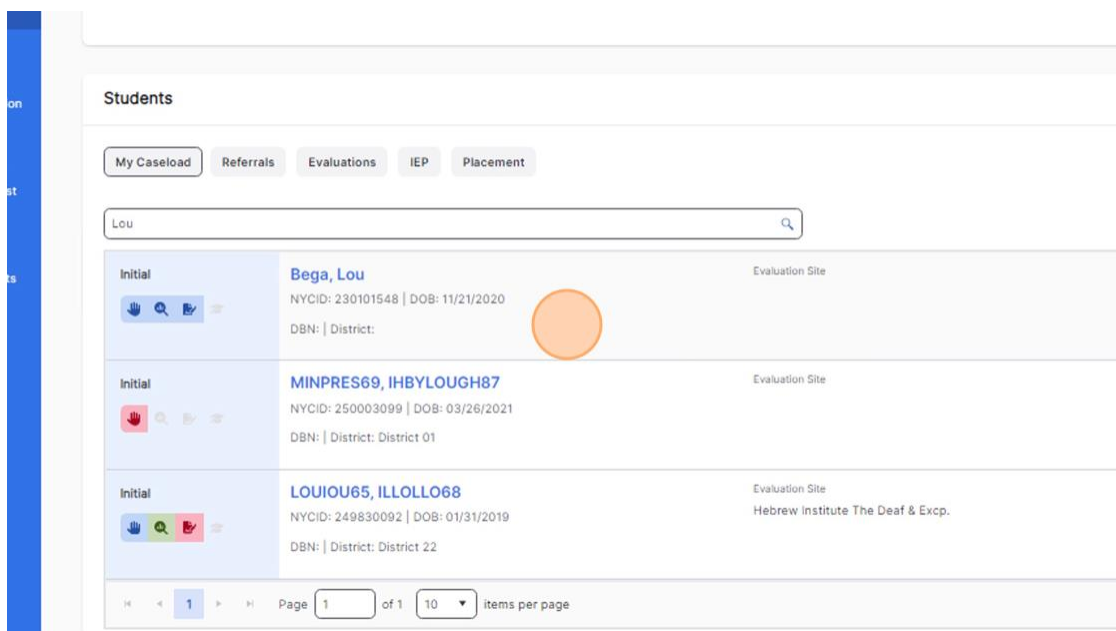 on
st
ts
Students
My Caseload Referrals Evaluations IEP Placement
Lou
Initial
Bega, Lou
NYCID: 230101548 | DOB: 11/21/2020
DBN: | District:
Evaluation Site
Initial
MINPRES69, IHBYLOUGH87
NYCID: 250003099 | DOB: 03/26/2021
DBN: | District: District 01
Evaluation Site
Initial
LOUIOU65, ILLOLLO68
NYCID: 249830092 | DOB: 01/31/2019
DBN: | District: District 22
Evaluation Site
Hebrew Institute The Deaf & Excp.
1 Page 1 of 1 10 items per page